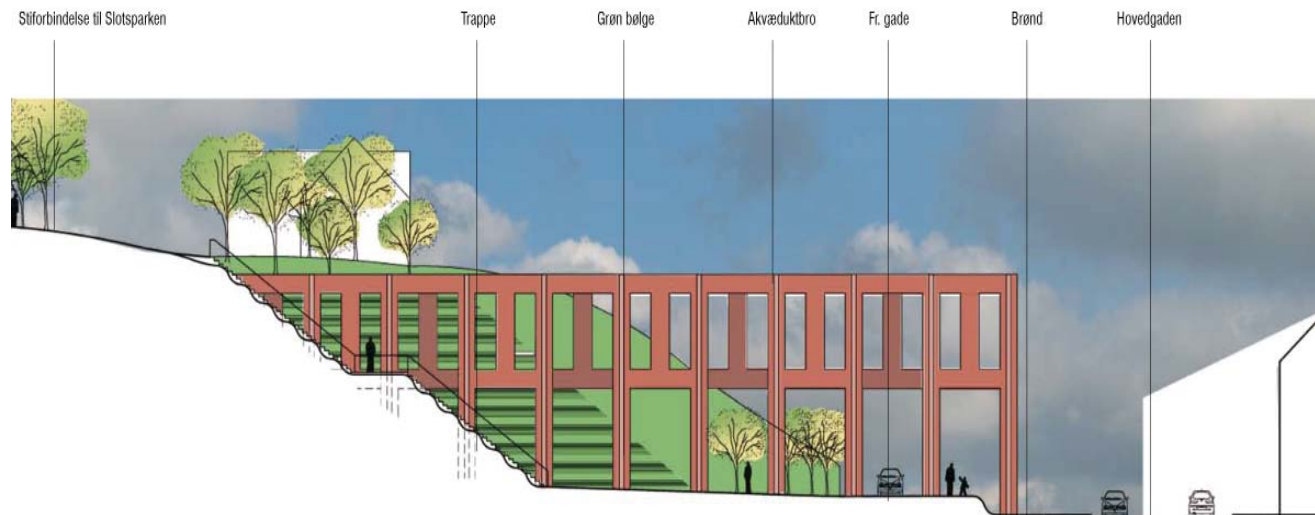 Stiforbindelse til Slotsparken
Trappe
Grøn bølge
Akvæduktbro
Fr. gade
Brønd
Hovedgaden